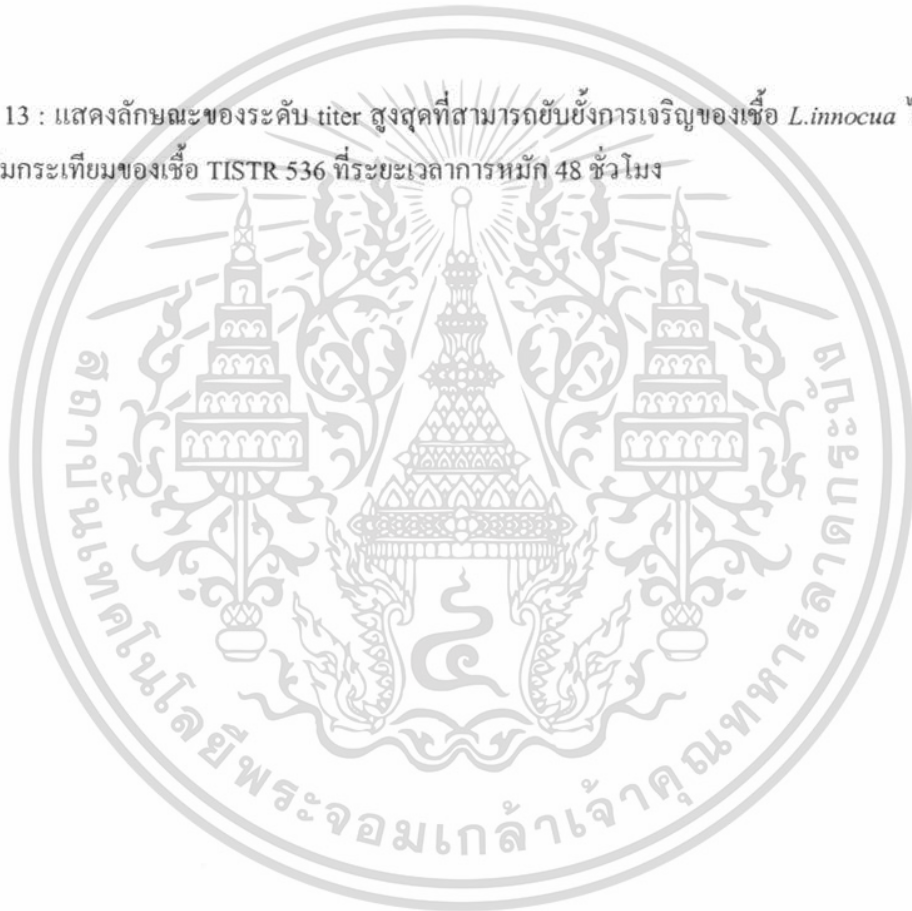 13 : แสดงลักษณะของระดับ titer สูงสุดที่สามารถยับยั้งการเจริญของเชื้อ L.innocua
มกระเทียมของเชื้อ TISTR 536 ที่ระยะเวลาการหมัก 48 ชั่วโมง
สถาบันเทคโนโลยีพระจอมเกล้าเจ้าคุณทหารลาดกระบัง